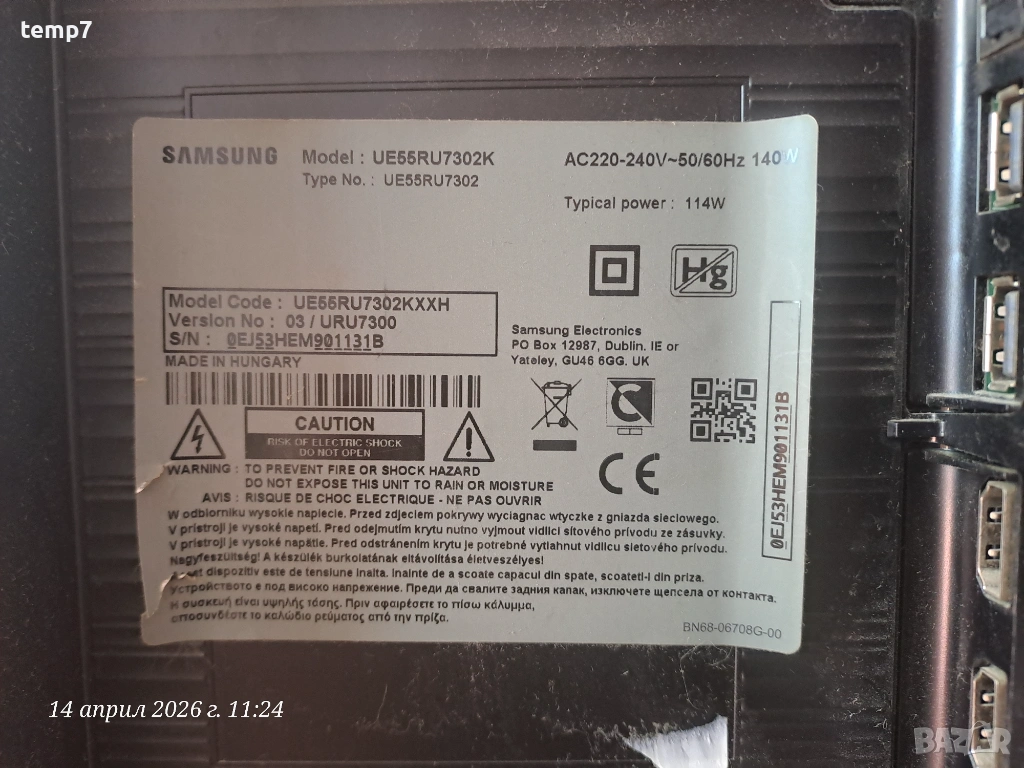 temp7
SAMSUNG
Model : UE55RU7302K
Type No. : UE55RU7302
AC220-240V~50/60Hz 140W
Typical power : 114W
Hg
Model Code : UE55RU7302KXXH
Version No : 03 / URU7300
S/N : 0EJ53HEM901131B
MADE IN HUNGARY
Samsung Electronics
PO Box 12987, Dublin. IE or
Yateley, GU46 6GG. UK
CAUTION
RISK OF ELECTRIC SHOCK
DO NOT OPEN
CE
0EJ53HEM901131B
WARNING : TO PREVENT FIRE OR SHOCK HAZARD
DO NOT EXPOSE THIS UNIT TO RAIN OR MOISTURE
AVIS : RISQUE DE CHOC ELECTRIQUE - NE PAS OUVRIR
W odborniku wysokie napiecie. Przed zdjeciem pokrywy wyciagnac wtyczke z gniazda sieciowego.
V prístroji je vysoké napetí. Pred odejmutím krytu nutno vyjmout vidlici síťového prívodu ze zásuvky.
V prístroji je vysoké napätie. Pred odstránením krytu je potrebné vytiahnut vidlicu sietového prívodu.
Nagyfeszültség! A készülék burkolatának eltávolítása életveszélyes!
dispozitiv este de tensiune inalta. Inainte de a scoate capacul din spate, scoateti-i din priza.
Устройството е под високо напрежение. Преди да свалите задния капак, изключете щепсела от контакта.
Η συσκευή είναι υψηλής τάσης. Πριν αφαιρέσετε το πίσω κάλυμμα,
αποσυνδέστε το καλώδιο ρεύματος από την πρίζα.
BN68-06708G-00
14 април 2026 г. 11:24
BAZAR